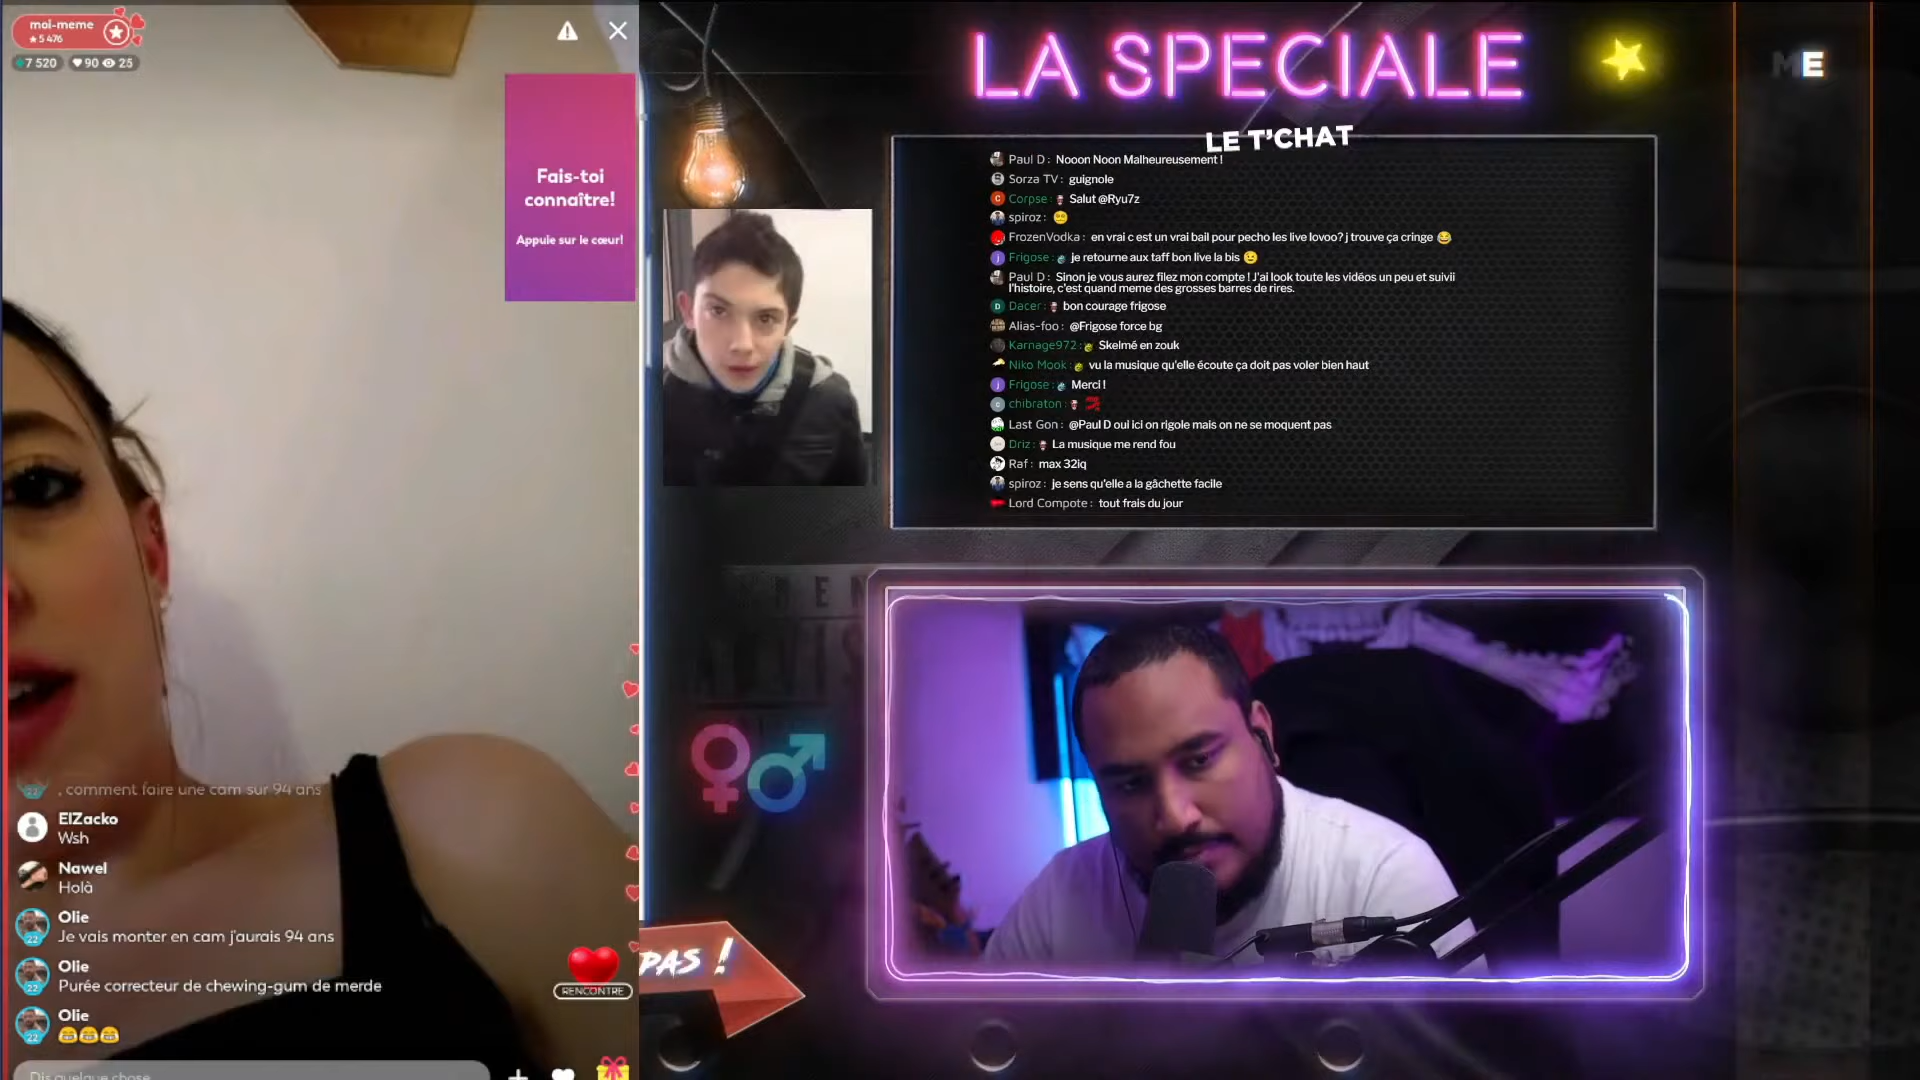 moi-meme
★5 476
7 520
90
25
Fais-toi
connaître!
Appuie sur le cœur!
, comment faire une cam sur 94 ans
ElZacko
Wsh
Nawel
Holà
22
Olie
Je vais monter en cam j'aurais 94 ans
22
Olie
Purée correcteur de chewing-gum de merde
22
Olie
😂😂😂
RENCONTRE
Dis quelque chose
PAS !
LA SPECIALE
ME
LE T'CHAT
Paul D : Nooon Noon Malheureusement !
Sorza TV : guignole
Corpse : Salut @Ryu7z
spiroz :
FrozenVodka : en vrai c est un vrai bail pour pecho les live lovoo? j trouve ça cringe 😂
Frigose : je retourne aux taff bon live la bis 😉
Paul D : Sinon je vous aurez filez mon compte ! J'ai look toute les vidéos un peu et suivii
l'histoire, c'est quand meme des grosses barres de rires.
Dacer : bon courage frigose
Alias-foo : @Frigose force bg
Karnage972 : Skelmé en zouk
Niko Mook : vu la musique qu'elle écoute ça doit pas voler bien haut
Frigose : Merci !
chibraton :
Last Gon : @Paul D oui ici on rigole mais on ne se moquent pas
Driz : La musique me rend fou
Raf : max 32iq
spiroz : je sens qu'elle a la gâchette facile
Lord Compote : tout frais du jour